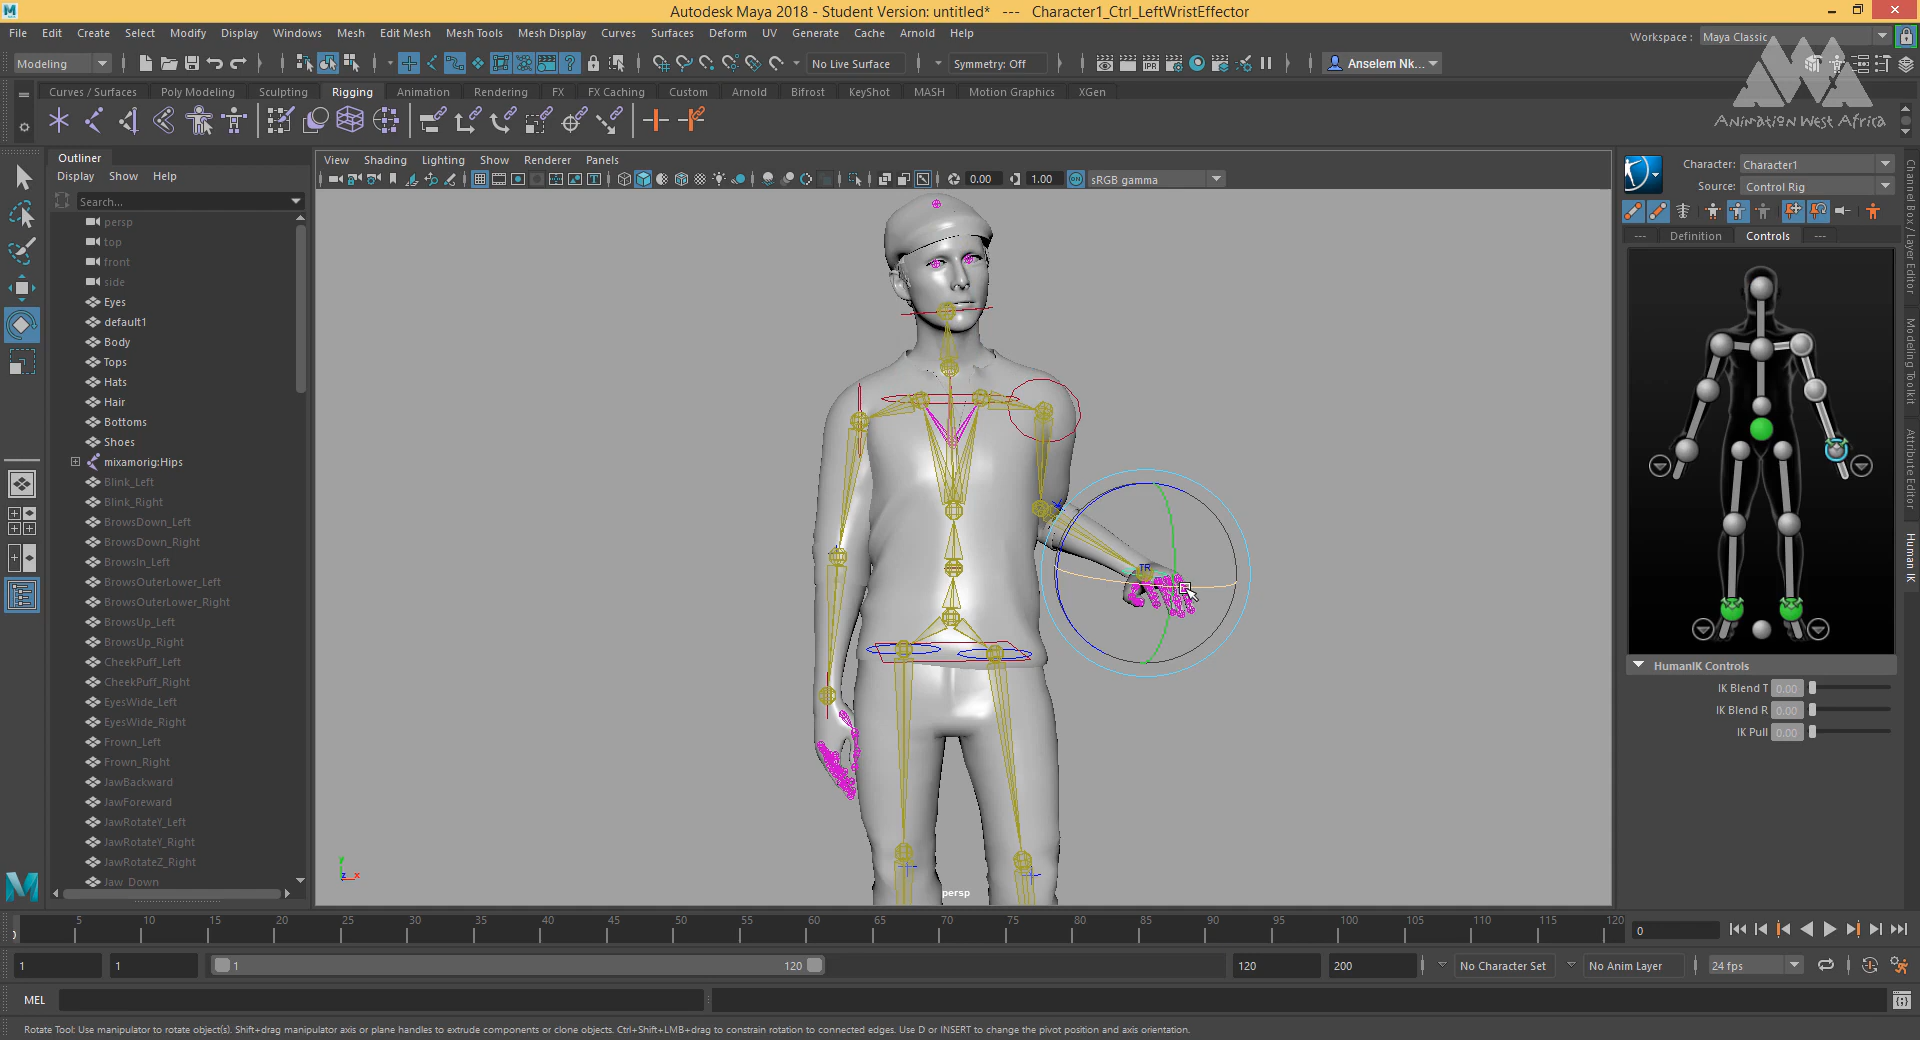 Autodesk Maya 2018 - Student Version: untitled*   ---   Character1_Ctrl_LeftWristEffector
File Edit Create Select Modify Display Windows Mesh Edit Mesh Mesh Tools Mesh Display Curves Surfaces Deform UV Generate Cache Arnold Help
Workspace : Maya Classic
Modeling No Live Surface Symmetry: Off Anselem Nk...
Curves / Surfaces Poly Modeling Sculpting Rigging Animation Rendering FX FX Caching Custom Arnold Bifrost KeyShot MASH Motion Graphics XGen
Animation West Africa
Outliner
Display Show Help
Search...
persp
top
front
side
Eyes
default1
Body
Tops
Hats
Hair
Bottoms
Shoes
mixamorig:Hips
Blink_Left
Blink_Right
BrowsDown_Left
BrowsDown_Right
BrowsIn_Left
BrowsOuterLower_Left
BrowsOuterLower_Right
BrowsUp_Left
BrowsUp_Right
CheekPuff_Left
CheekPuff_Right
EyesWide_Left
EyesWide_Right
Frown_Left
Frown_Right
JawBackward
JawForeward
JawRotateY_Left
JawRotateY_Right
JawRotateZ_Right
Jaw_Down
View Shading Lighting Show Renderer Panels
0.00 1.00 sRGB gamma
TR
y
z x
persp
Character: Character1
Source: Control Rig
--- Definition Controls ---
HumanIK Controls
IK Blend T 0.00
IK Blend R 0.00
IK Pull 0.00
Channel Box / Layer Editor
Modeling Toolkit
Attribute Editor
Human IK
5 10 15 20 25 30 35 40 45 50 55 60 65 70 75 80 85 90 95 100 105 110 115 120
0
1 1 1 120 120 200 No Character Set No Anim Layer 24 fps
MEL
Rotate Tool: Use manipulator to rotate object(s). Shift+drag manipulator axis or plane handles to extrude components or clone objects. Ctrl+Shift+LMB+drag to constrain rotation to connected edges. Use D or INSERT to change the pivot position and axis orientation.